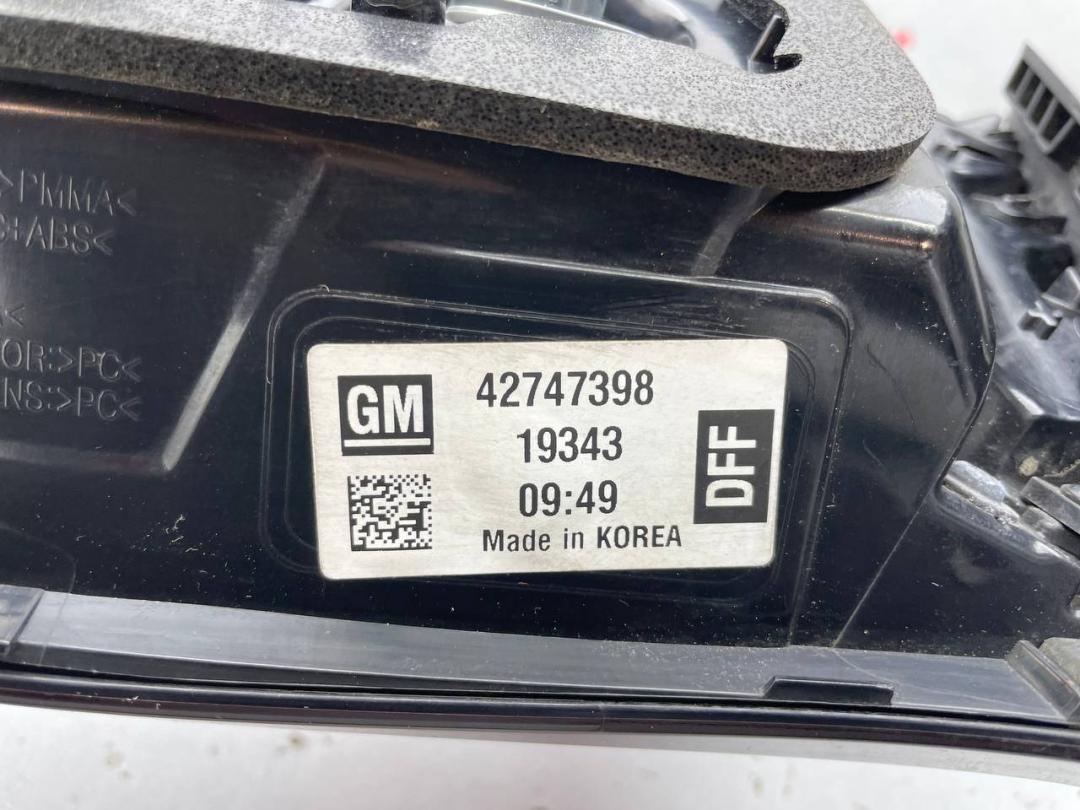 >PMMA<
C+ABS<
OR:>PC<
NS:>PC<
GM
42747398
19343
09:49
Made in KOREA
DFF